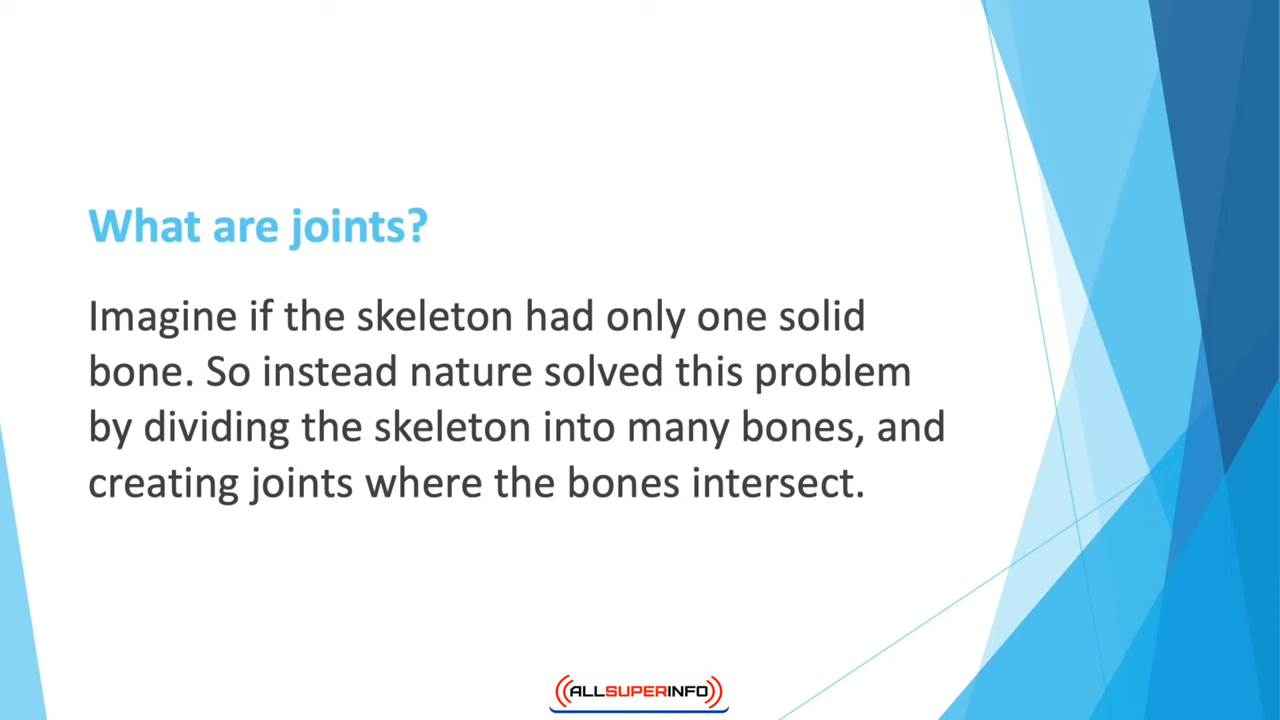 What are joints?
Imagine if the skeleton had only one solid
bone. So instead nature solved this problem
by dividing the skeleton into many bones, and
creating joints where the bones intersect.
ALLSUPERINFO